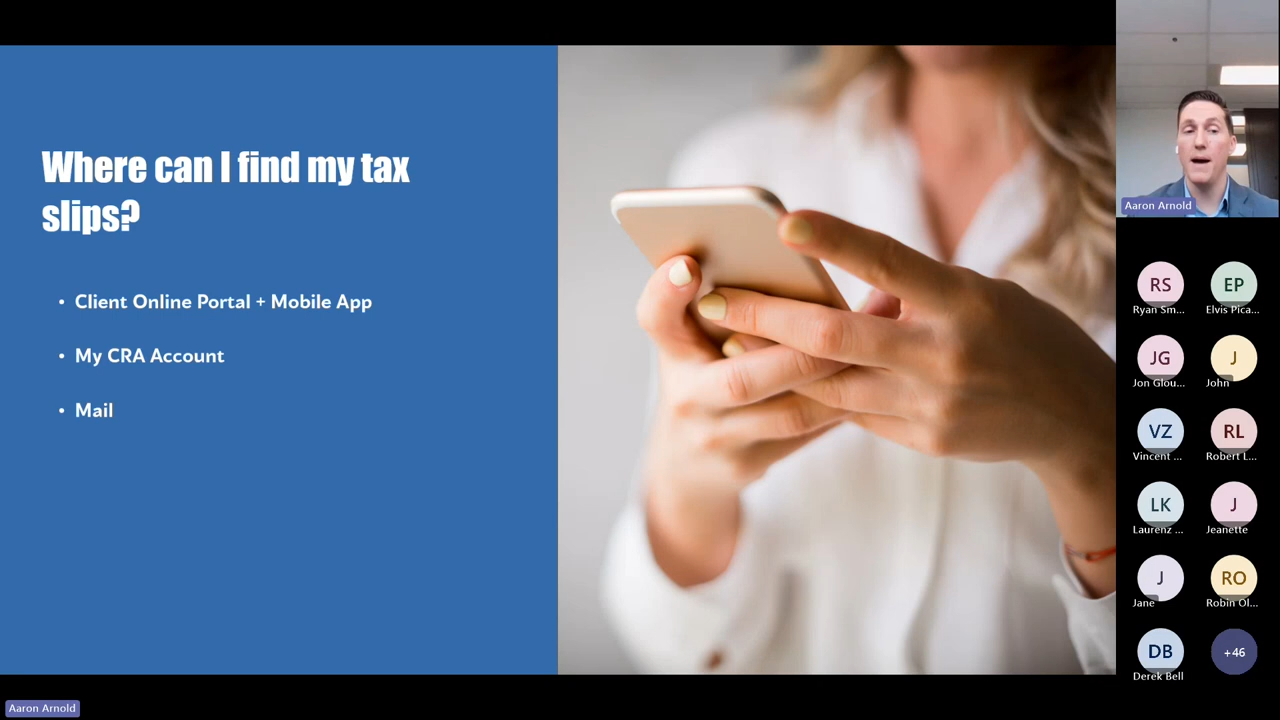 Where can I find my tax
slips?
• Client Online Portal + Mobile App
• My CRA Account
• Mail
Aaron Arnold
RS
EP
Ryan Sm...
Elvis Pica...
JG
J
Jon Glou...
John
VZ
RL
Vincent ...
Robert L...
LK
J
Laurenz ...
Jeanette
J
RO
Jane
Robin Ol...
DB
+46
Derek Bell
Aaron Arnold